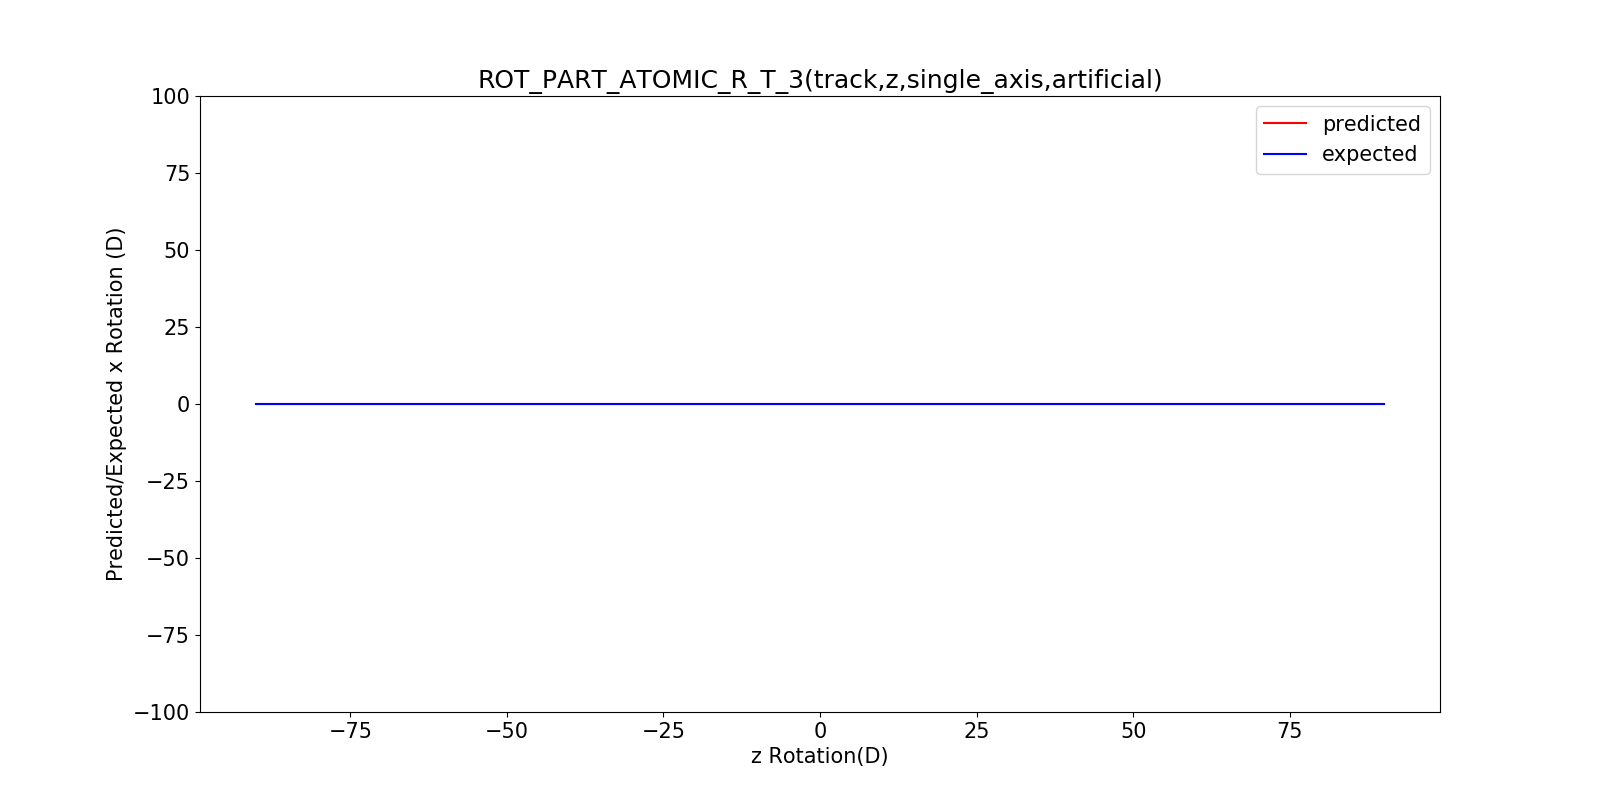 ROT_PART_ATOMIC_R_T_3(track,z,single_axis,artificial)
100
75
50
25
0
−25
−50
−75
−100
Predicted/Expected x Rotation (D)
predicted
expected
−75 −50 −25 0 25 50 75
z Rotation(D)